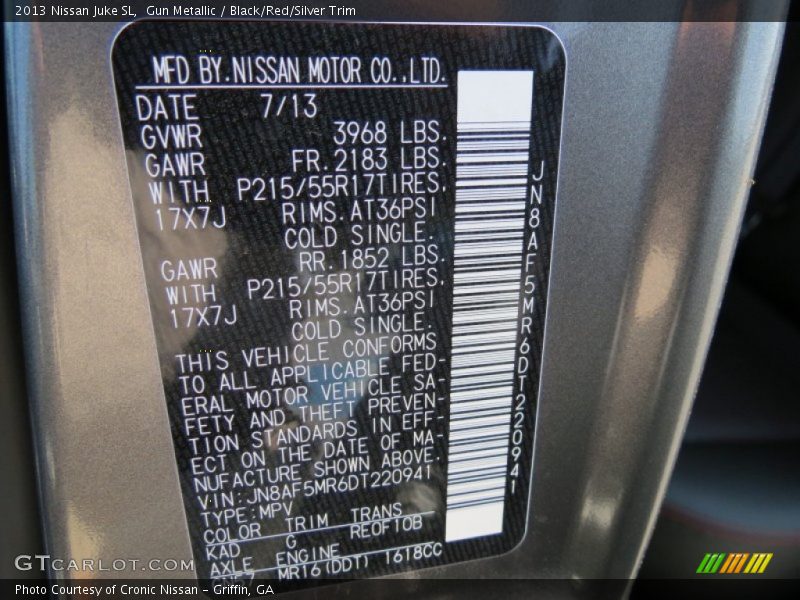 2013 Nissan Juke SL,  Gun Metallic / Black/Red/Silver Trim
MFD BY.NISSAN MOTOR CO.,LTD.
DATE 7/13
GVWR 3968 LBS.
GAWR FR.2183 LBS.
WITH P215/55R17TIRES.
17X7J RIMS.AT36PSI
COLD SINGLE.
GAWR RR.1852 LBS.
WITH P215/55R17TIRES.
17X7J RIMS.AT36PSI
COLD SINGLE.
THIS VEHICLE CONFORMS
TO ALL APPLICABLE FED-
ERAL MOTOR VEHICLE SA-
FETY AND THEFT PREVEN-
TION STANDARDS IN EFF-
ECT ON THE DATE OF MA-
NUFACTURE SHOWN ABOVE.
VIN:JN8AF5MR6DT220941
TYPE:MPV
COLOR TRIM TRANS
KAD G RE0F10B
AXLE ENGINE
MR16(DDT) 1618CC
JN8AF5MR6DT220941
GTCARLOT.COM
Photo Courtesy of Cronic Nissan - Griffin, GA